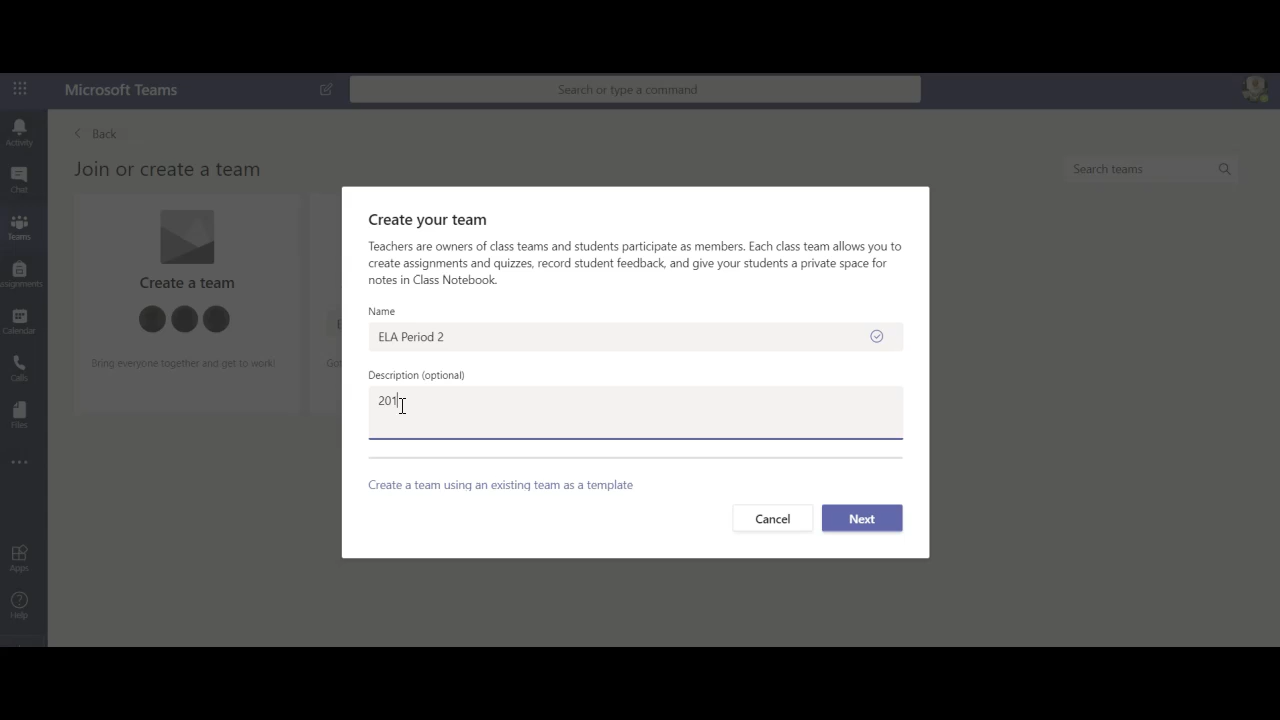 Microsoft Teams
Search or type a command
Activity
Chat
Teams
Assignments
Calendar
Calls
Files
Apps
Help
Back
Join or create a team
Search teams
Create a team
Bring everyone together and get to work!
Create your team
Teachers are owners of class teams and students participate as members. Each class team allows you to
create assignments and quizzes, record student feedback, and give your students a private space for
notes in Class Notebook.
Name
ELA Period 2
Description (optional)
201
Create a team using an existing team as a template
Cancel
Next